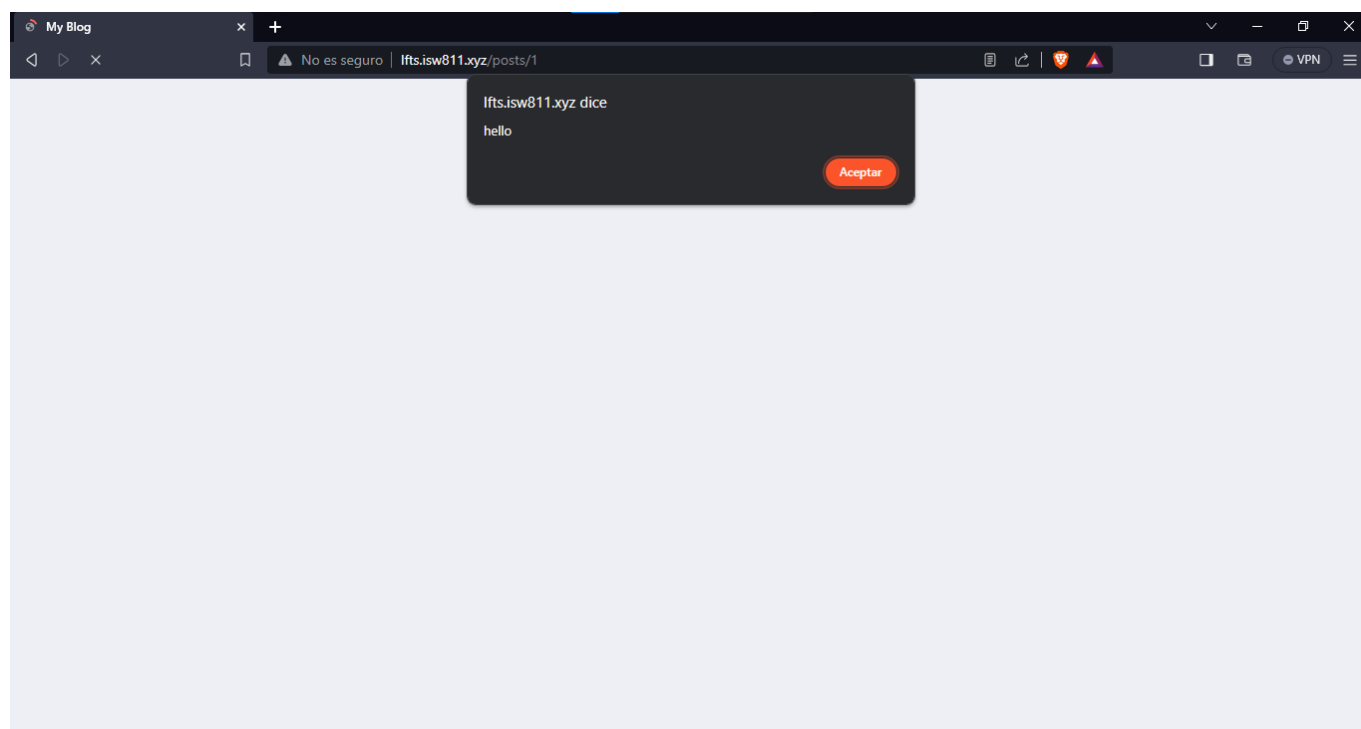 My Blog
No es seguro lfts.isw811.xyz/posts/1
VPN
lfts.isw811.xyz dice
hello
Aceptar